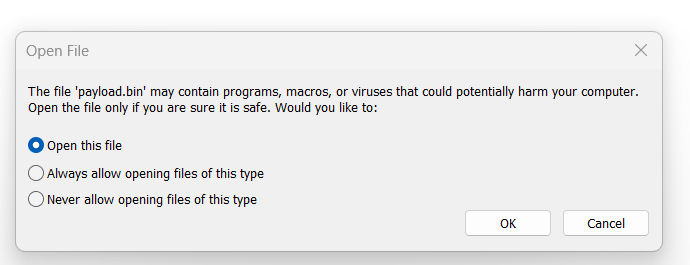 Open File
The file 'payload.bin' may contain programs, macros, or viruses that could potentially harm your computer.
Open the file only if you are sure it is safe. Would you like to:
Open this file
Always allow opening files of this type
Never allow opening files of this type
OK Cancel